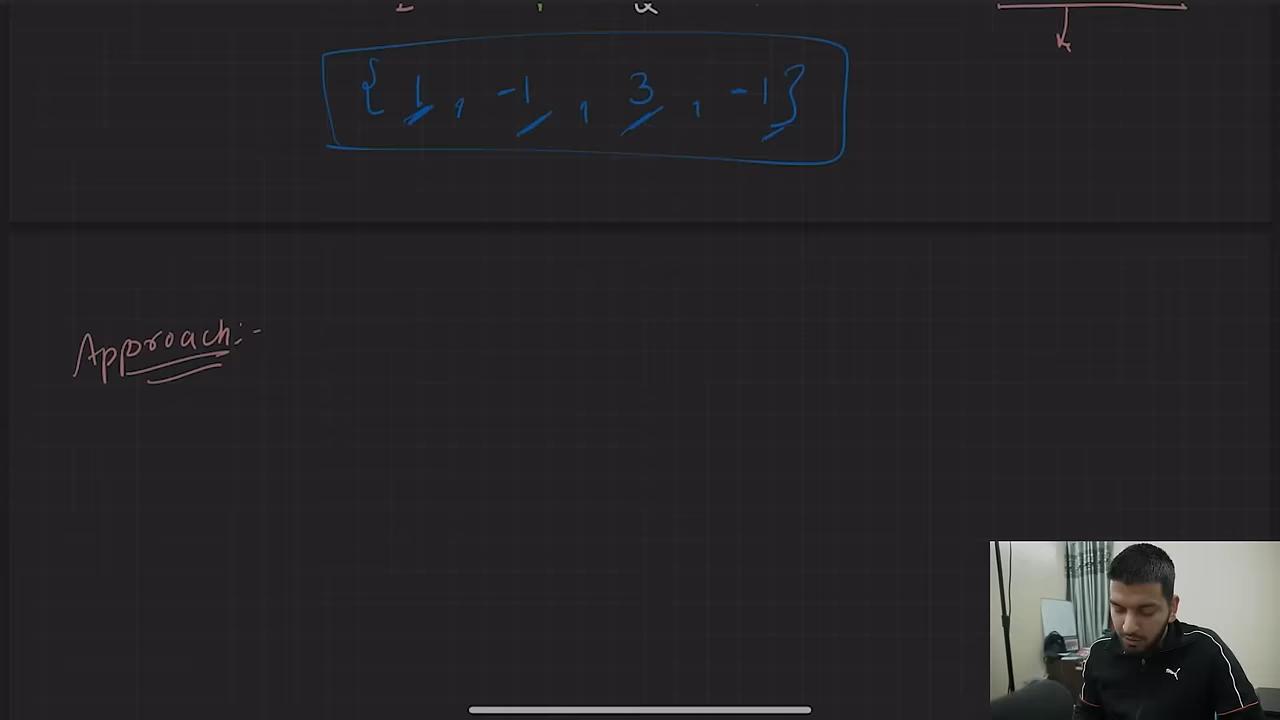 { 1 , -1 , 3 , -1 }
Approach:-